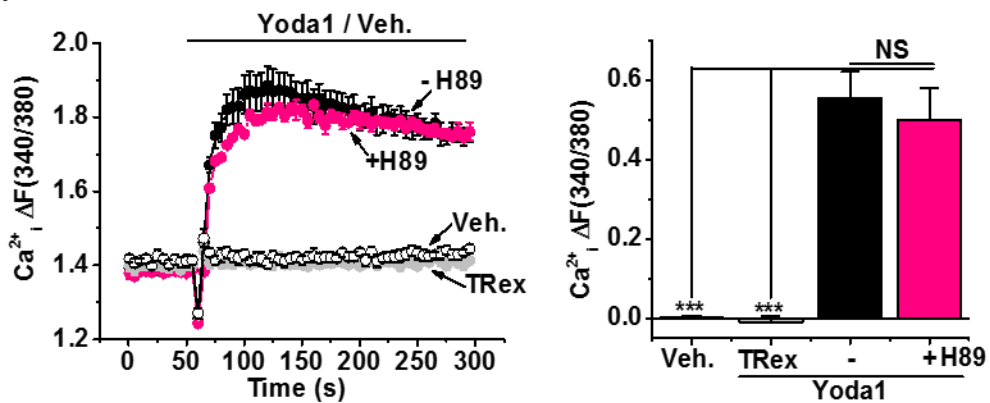 Yoda1 / Veh.
2.0
1.8
1.6
1.4
1.2
Ca²⁺ᵢ ΔF(340/380)
- H89
+H89
Veh.
TRex
0 50 100 150 200 250 300
Time (s)
NS
0.6
0.4
0.2
0.0
Ca²⁺ᵢ ΔF(340/380)
*** ***
Veh. TRex - +H89
Yoda1